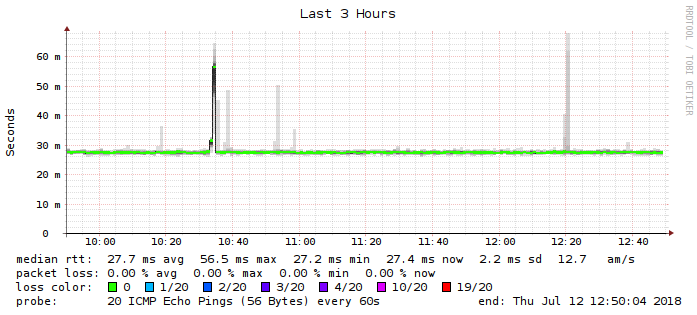 Last 3 Hours
RRDTOOL / TOBI OETIKER
Seconds
60 m
50 m
40 m
30 m
20 m
10 m
0
10:00 10:20 10:40 11:00 11:20 11:40 12:00 12:20 12:40
median rtt: 27.7 ms avg 56.5 ms max 27.2 ms min 27.4 ms now 2.2 ms sd 12.7 am/s
packet loss: 0.00 % avg 0.00 % max 0.00 % min 0.00 % now
loss color: 0 1/20 2/20 3/20 4/20 10/20 19/20
probe: 20 ICMP Echo Pings (56 Bytes) every 60s end: Thu Jul 12 12:50:04 2018